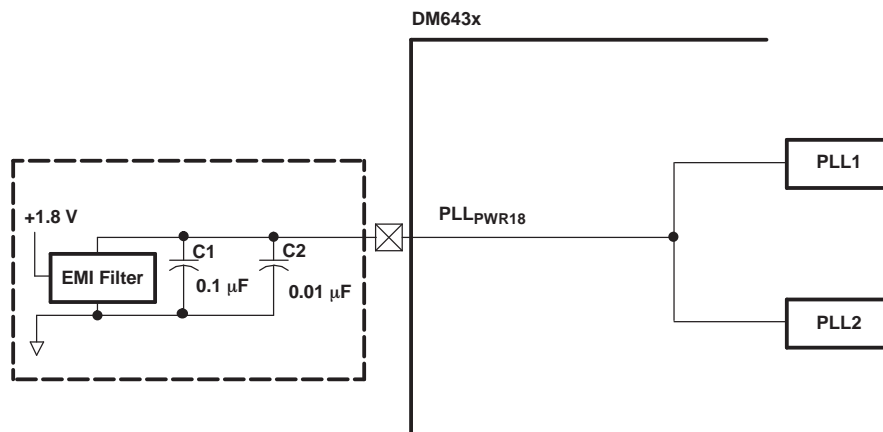 DM643x
PLL1
+1.8 V
PLLPWR18
C1
C2
EMI Filter
0.1 μF
0.01 μF
PLL2